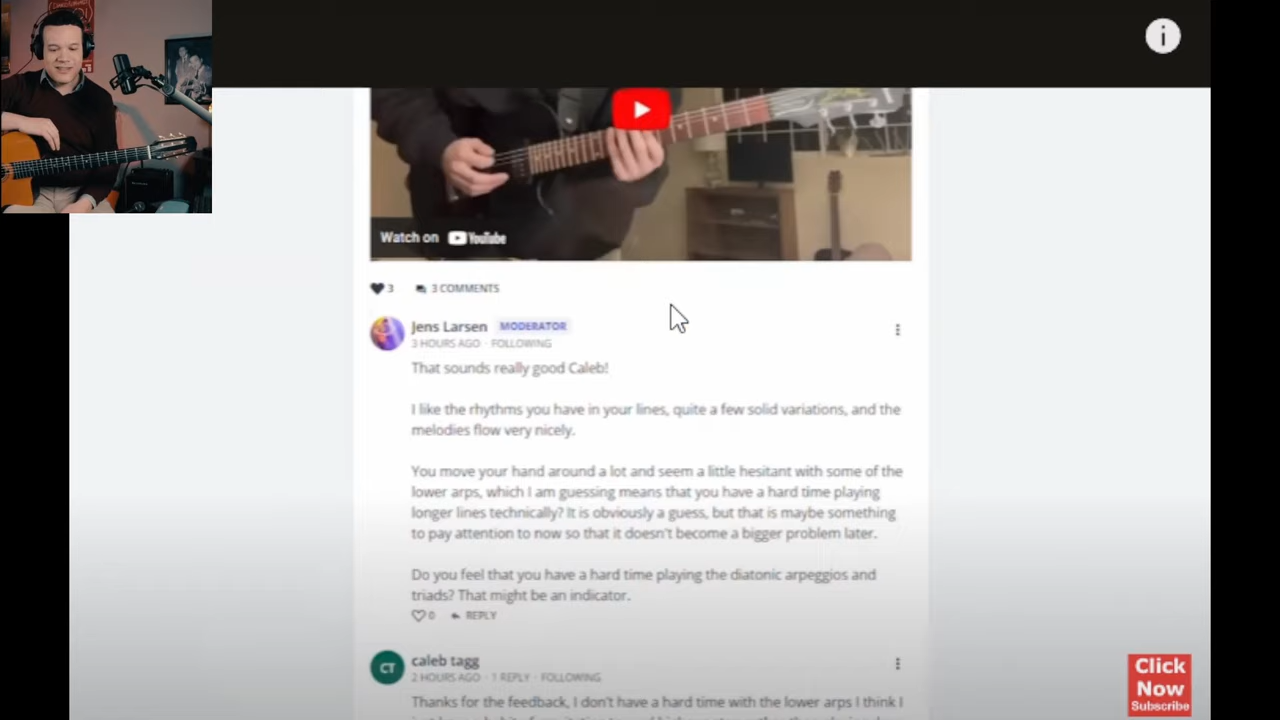 i
Watch on YouTube
3 3 COMMENTS
Jens Larsen MODERATOR
3 HOURS AGO · FOLLOWING
That sounds really good Caleb!
I like the rhythms you have in your lines, quite a few solid variations, and the
melodies flow very nicely.
You move your hand around a lot and seem a little hesitant with some of the
lower arps, which I am guessing means that you have a hard time playing
longer lines technically? It is obviously a guess, but that is maybe something
to pay attention to now so that it doesn't become a bigger problem later.
Do you feel that you have a hard time playing the diatonic arpeggios and
triads? That might be an indicator.
0 REPLY
CT caleb tagg
2 HOURS AGO · 1 REPLY · FOLLOWING
Thanks for the feedback, I don't have a hard time with the lower arps I think I
Click
Now
Subscribe